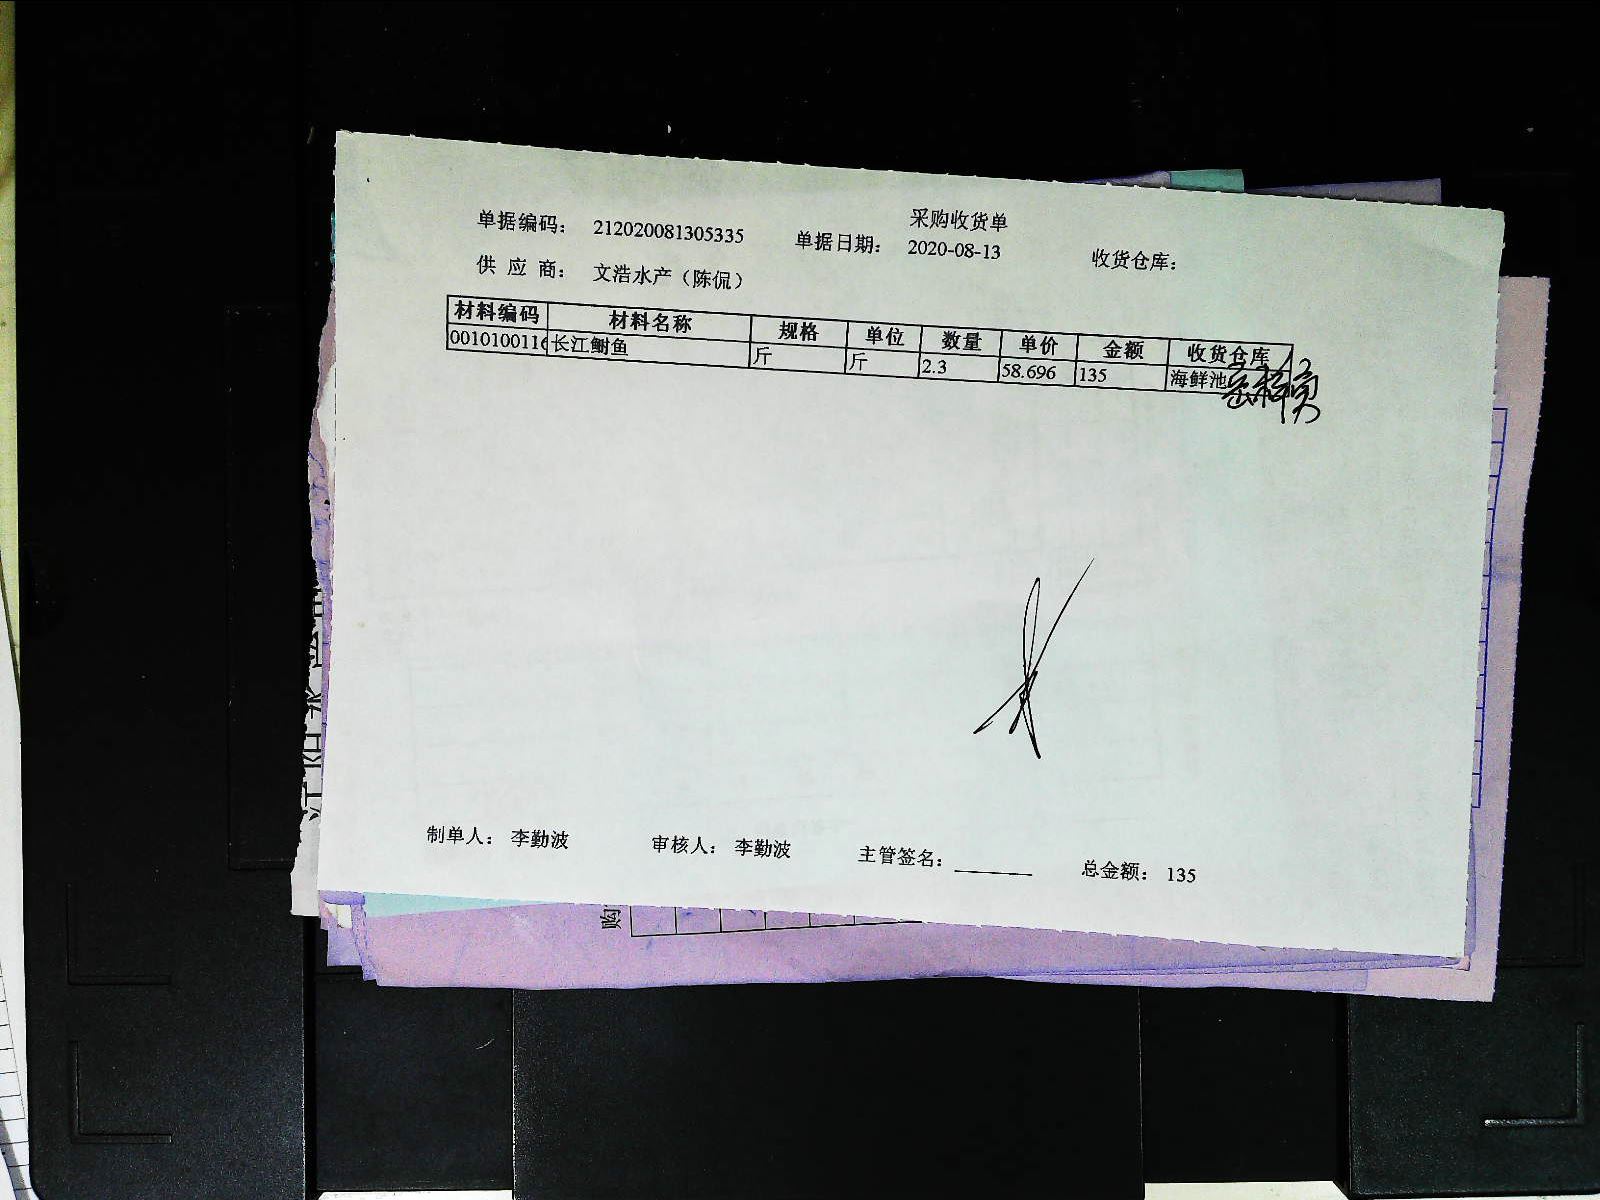 采购收货单
单据编码： 212020081305335 单据日期： 2020-08-13 收货仓库：
供 应 商： 文浩水产（陈侃）
材料编码 材料名称 规格 单位 数量 单价 金额 收货仓库
0010100116 长江鲥鱼 斤 斤 2.3 58.696 135 海鲜池
制单人： 李勤波 审核人： 李勤波 主管签名： 总金额： 135
购